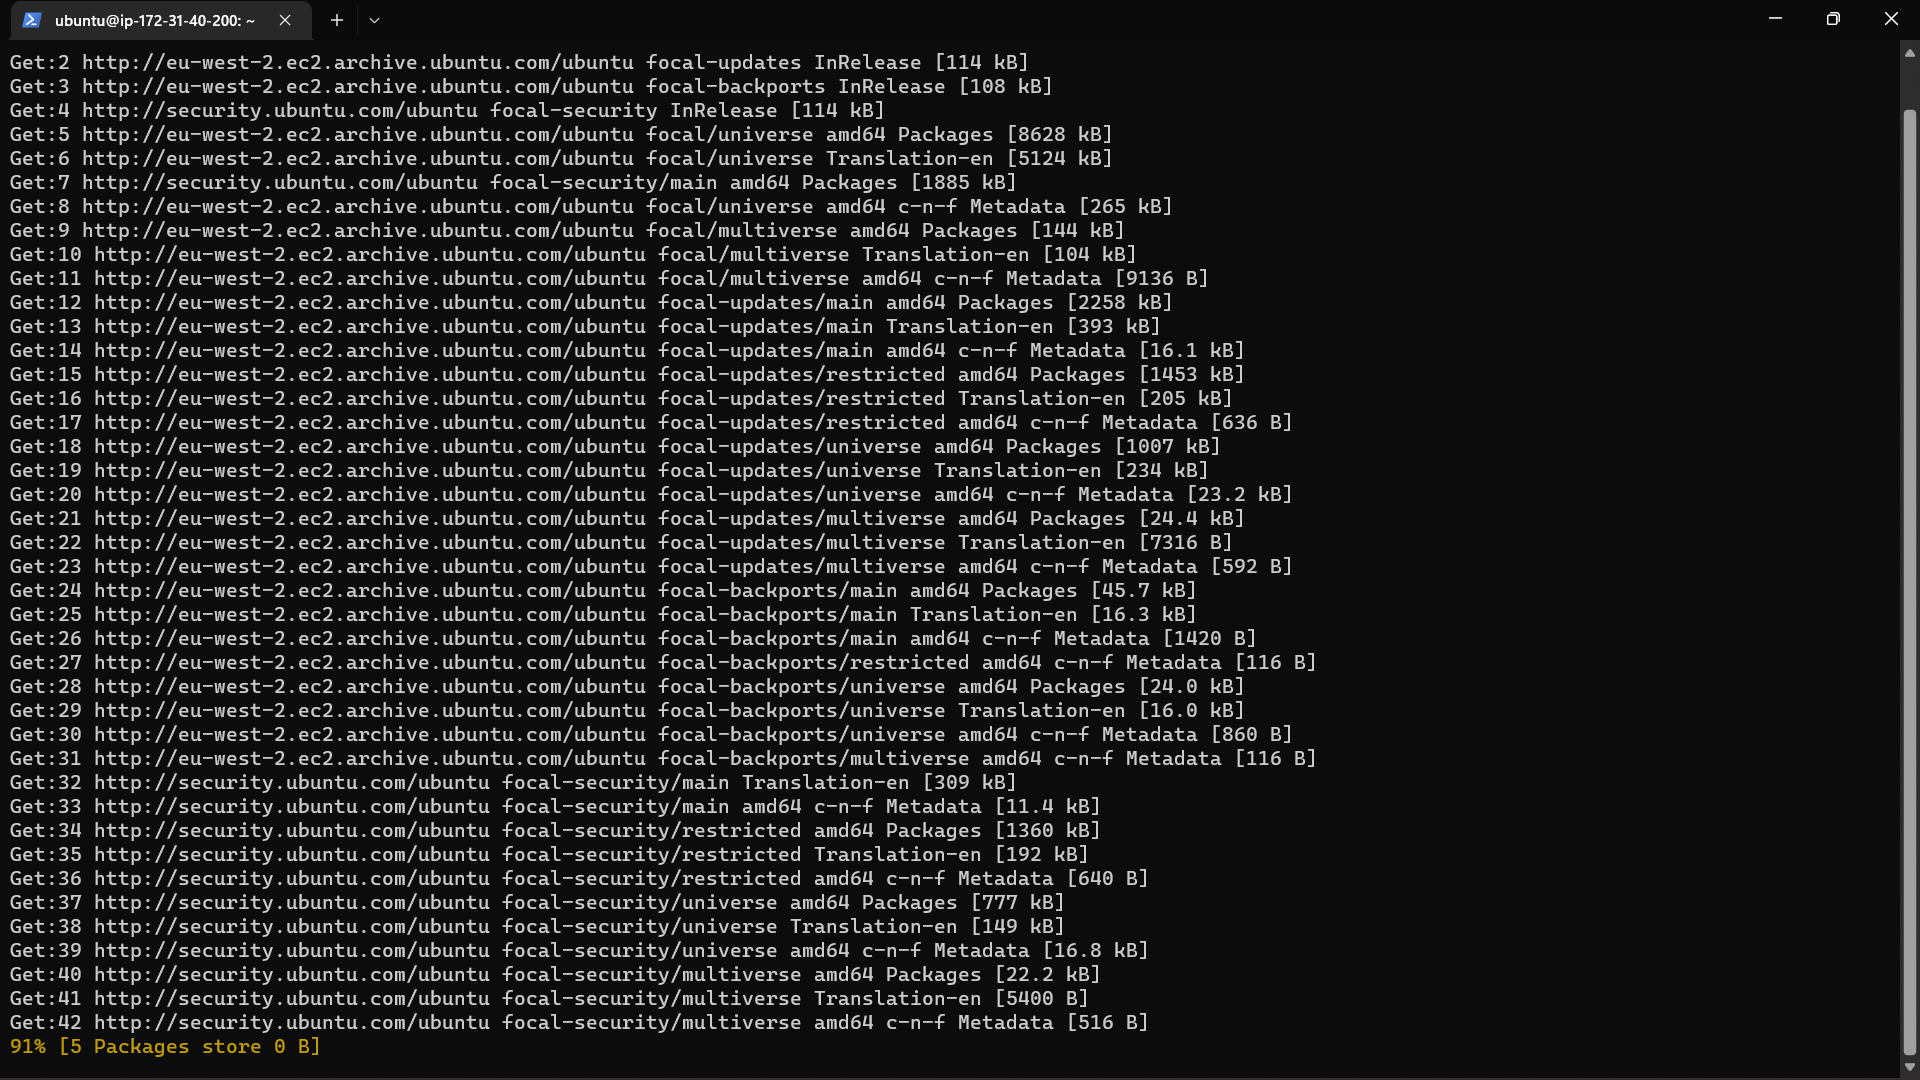 ubuntu@ip-172-31-40-200: ~
Get:2 http://eu-west-2.ec2.archive.ubuntu.com/ubuntu focal-updates InRelease [114 kB]
Get:3 http://eu-west-2.ec2.archive.ubuntu.com/ubuntu focal-backports InRelease [108 kB]
Get:4 http://security.ubuntu.com/ubuntu focal-security InRelease [114 kB]
Get:5 http://eu-west-2.ec2.archive.ubuntu.com/ubuntu focal/universe amd64 Packages [8628 kB]
Get:6 http://eu-west-2.ec2.archive.ubuntu.com/ubuntu focal/universe Translation-en [5124 kB]
Get:7 http://security.ubuntu.com/ubuntu focal-security/main amd64 Packages [1885 kB]
Get:8 http://eu-west-2.ec2.archive.ubuntu.com/ubuntu focal/universe amd64 c-n-f Metadata [265 kB]
Get:9 http://eu-west-2.ec2.archive.ubuntu.com/ubuntu focal/multiverse amd64 Packages [144 kB]
Get:10 http://eu-west-2.ec2.archive.ubuntu.com/ubuntu focal/multiverse Translation-en [104 kB]
Get:11 http://eu-west-2.ec2.archive.ubuntu.com/ubuntu focal/multiverse amd64 c-n-f Metadata [9136 B]
Get:12 http://eu-west-2.ec2.archive.ubuntu.com/ubuntu focal-updates/main amd64 Packages [2258 kB]
Get:13 http://eu-west-2.ec2.archive.ubuntu.com/ubuntu focal-updates/main Translation-en [393 kB]
Get:14 http://eu-west-2.ec2.archive.ubuntu.com/ubuntu focal-updates/main amd64 c-n-f Metadata [16.1 kB]
Get:15 http://eu-west-2.ec2.archive.ubuntu.com/ubuntu focal-updates/restricted amd64 Packages [1453 kB]
Get:16 http://eu-west-2.ec2.archive.ubuntu.com/ubuntu focal-updates/restricted Translation-en [205 kB]
Get:17 http://eu-west-2.ec2.archive.ubuntu.com/ubuntu focal-updates/restricted amd64 c-n-f Metadata [636 B]
Get:18 http://eu-west-2.ec2.archive.ubuntu.com/ubuntu focal-updates/universe amd64 Packages [1007 kB]
Get:19 http://eu-west-2.ec2.archive.ubuntu.com/ubuntu focal-updates/universe Translation-en [234 kB]
Get:20 http://eu-west-2.ec2.archive.ubuntu.com/ubuntu focal-updates/universe amd64 c-n-f Metadata [23.2 kB]
Get:21 http://eu-west-2.ec2.archive.ubuntu.com/ubuntu focal-updates/multiverse amd64 Packages [24.4 kB]
Get:22 http://eu-west-2.ec2.archive.ubuntu.com/ubuntu focal-updates/multiverse Translation-en [7316 B]
Get:23 http://eu-west-2.ec2.archive.ubuntu.com/ubuntu focal-updates/multiverse amd64 c-n-f Metadata [592 B]
Get:24 http://eu-west-2.ec2.archive.ubuntu.com/ubuntu focal-backports/main amd64 Packages [45.7 kB]
Get:25 http://eu-west-2.ec2.archive.ubuntu.com/ubuntu focal-backports/main Translation-en [16.3 kB]
Get:26 http://eu-west-2.ec2.archive.ubuntu.com/ubuntu focal-backports/main amd64 c-n-f Metadata [1420 B]
Get:27 http://eu-west-2.ec2.archive.ubuntu.com/ubuntu focal-backports/restricted amd64 c-n-f Metadata [116 B]
Get:28 http://eu-west-2.ec2.archive.ubuntu.com/ubuntu focal-backports/universe amd64 Packages [24.0 kB]
Get:29 http://eu-west-2.ec2.archive.ubuntu.com/ubuntu focal-backports/universe Translation-en [16.0 kB]
Get:30 http://eu-west-2.ec2.archive.ubuntu.com/ubuntu focal-backports/universe amd64 c-n-f Metadata [860 B]
Get:31 http://eu-west-2.ec2.archive.ubuntu.com/ubuntu focal-backports/multiverse amd64 c-n-f Metadata [116 B]
Get:32 http://security.ubuntu.com/ubuntu focal-security/main Translation-en [309 kB]
Get:33 http://security.ubuntu.com/ubuntu focal-security/main amd64 c-n-f Metadata [11.4 kB]
Get:34 http://security.ubuntu.com/ubuntu focal-security/restricted amd64 Packages [1360 kB]
Get:35 http://security.ubuntu.com/ubuntu focal-security/restricted Translation-en [192 kB]
Get:36 http://security.ubuntu.com/ubuntu focal-security/restricted amd64 c-n-f Metadata [640 B]
Get:37 http://security.ubuntu.com/ubuntu focal-security/universe amd64 Packages [777 kB]
Get:38 http://security.ubuntu.com/ubuntu focal-security/universe Translation-en [149 kB]
Get:39 http://security.ubuntu.com/ubuntu focal-security/universe amd64 c-n-f Metadata [16.8 kB]
Get:40 http://security.ubuntu.com/ubuntu focal-security/multiverse amd64 Packages [22.2 kB]
Get:41 http://security.ubuntu.com/ubuntu focal-security/multiverse Translation-en [5400 B]
Get:42 http://security.ubuntu.com/ubuntu focal-security/multiverse amd64 c-n-f Metadata [516 B]
91% [5 Packages store 0 B]